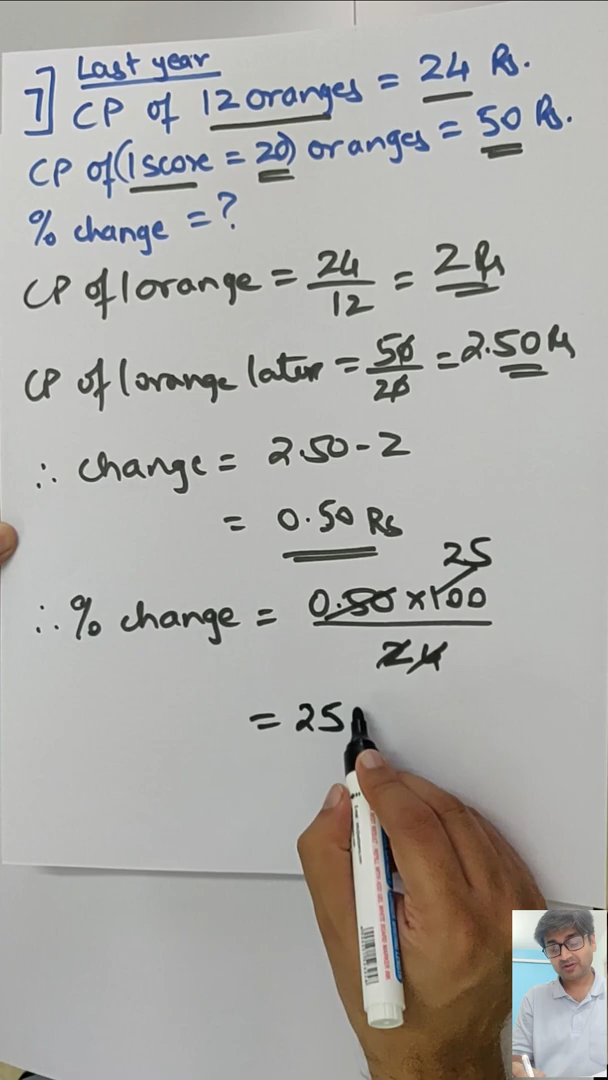 7] Last year
CP of 12 oranges = 24 Rs.
CP of (1 score = 20) oranges = 50 Rs.
% change = ?
CP of 1 orange = 24/12 = 2 Rs
CP of 1 orange later = 50/20 = 2.50 Rs
∴ change = 2.50 - 2
= 0.50 Rs
25
∴ % change = 0.50 x 100 / 2
= 25